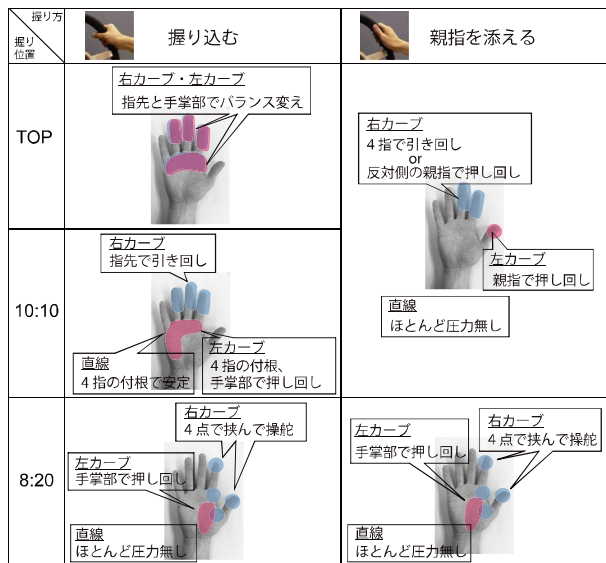 握り方
握り
位置
握り込む
親指を添える
TOP
右カーブ・左カーブ
指先と手掌部でバランス変え
右カーブ
4指で引き回し
or
反対側の親指で押し回し
左カーブ
親指で押し回し
直線
ほとんど圧力無し
10:10
右カーブ
指先で引き回し
直線
4指の付根で安定
左カーブ
4指の付根、
手掌部で押し回し
8:20
右カーブ
4点で挟んで操舵
左カーブ
手掌部で押し回し
直線
ほとんど圧力無し
右カーブ
4点で挟んで操舵
左カーブ
手掌部で押し回し
直線
ほとんど圧力無し